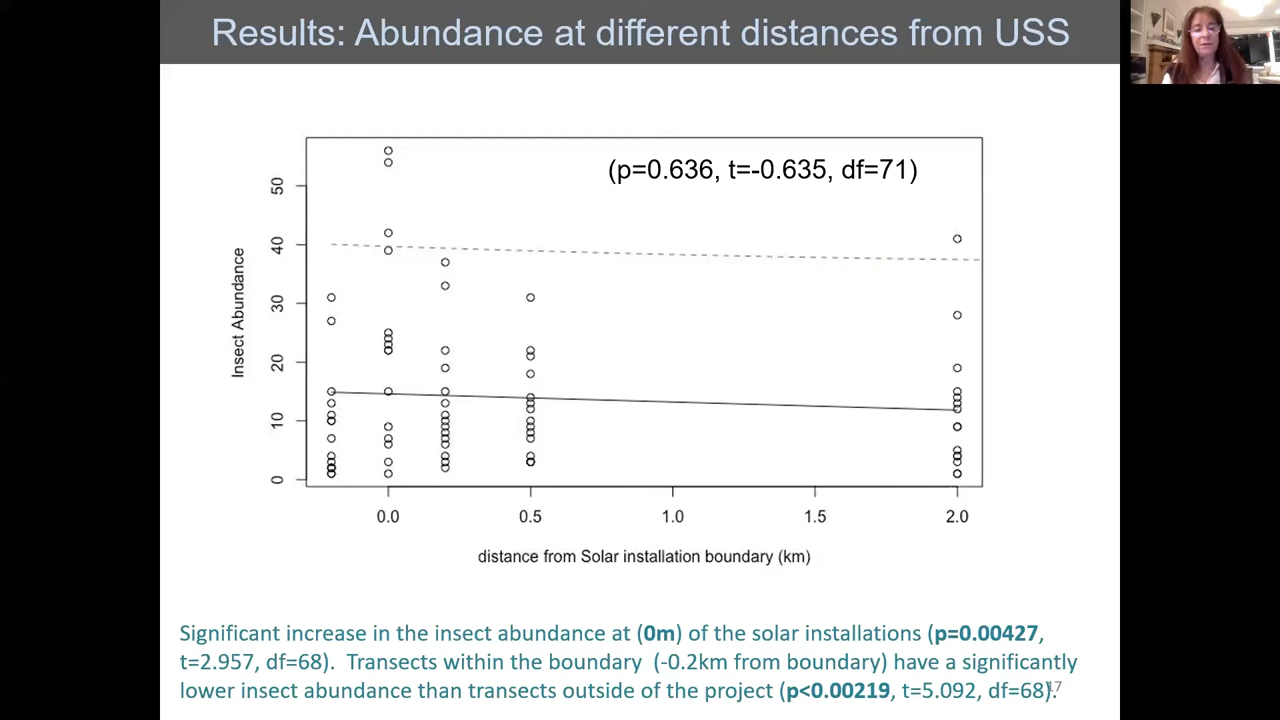 Results: Abundance at different distances from USS
(p=0.636, t=-0.635, df=71)
Insect Abundance
50
40
30
20
10
0
0.0 0.5 1.0 1.5 2.0
distance from Solar installation boundary (km)
Significant increase in the insect abundance at (0m) of the solar installations (p=0.00427,
t=2.957, df=68). Transects within the boundary (-0.2km from boundary) have a significantly
lower insect abundance than transects outside of the project (p<0.00219, t=5.092, df=68).
17